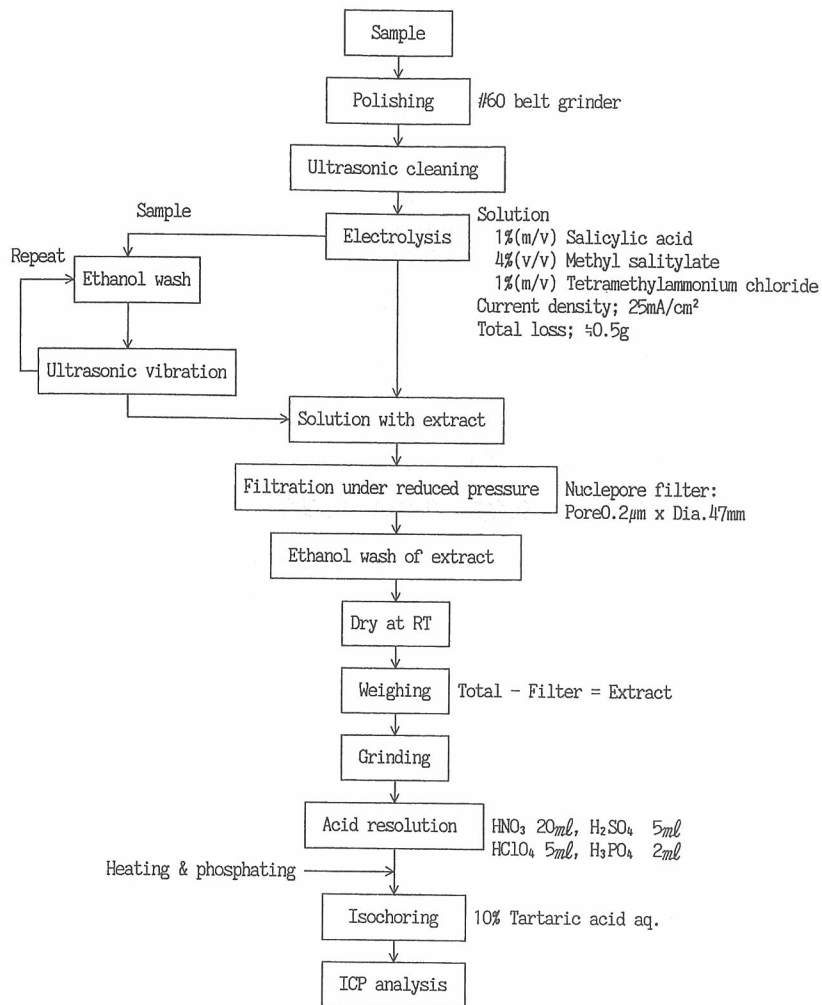 Sample
Polishing
#60 belt grinder
Ultrasonic cleaning
Sample
Electrolysis
Solution
1%(m/v) Salicylic acid
4%(v/v) Methyl salitylate
1%(m/v) Tetramethylammonium chloride
Current density; 25mA/cm²
Total loss; ≒0.5g
Repeat
Ethanol wash
Ultrasonic vibration
Solution with extract
Filtration under reduced pressure
Nuclepore filter:
Pore0.2μm x Dia.47mm
Ethanol wash of extract
Dry at RT
Weighing
Total - Filter = Extract
Grinding
Acid resolution
HNO₃ 20mℓ, H₂SO₄ 5mℓ
HClO₄ 5mℓ, H₃PO₄ 2mℓ
Heating & phosphating
Isochoring
10% Tartaric acid aq.
ICP analysis